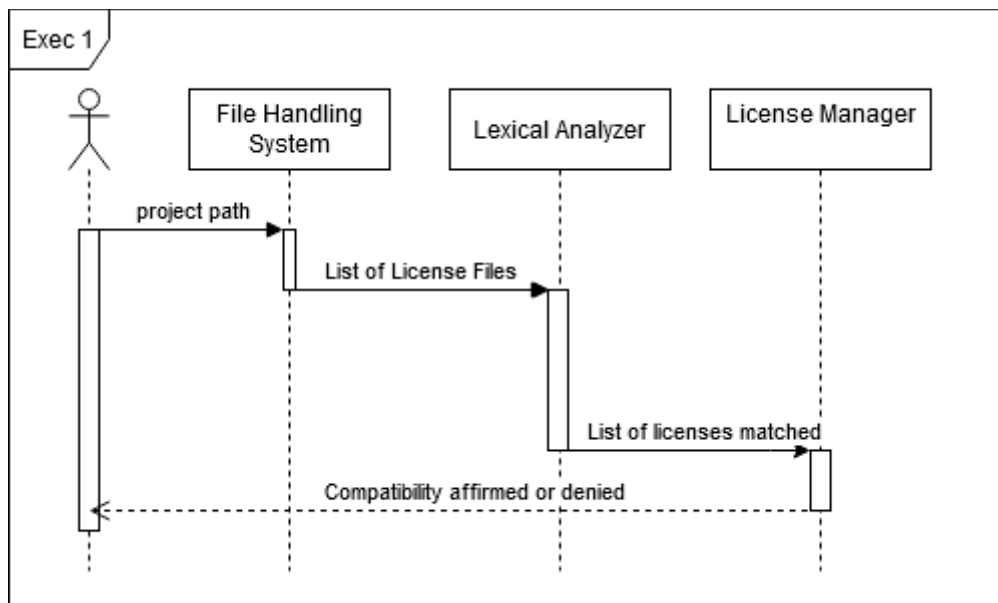 Exec 1
File Handling
System
Lexical Analyzer
License Manager
project path
List of License Files
List of licenses matched
Compatibility affirmed or denied